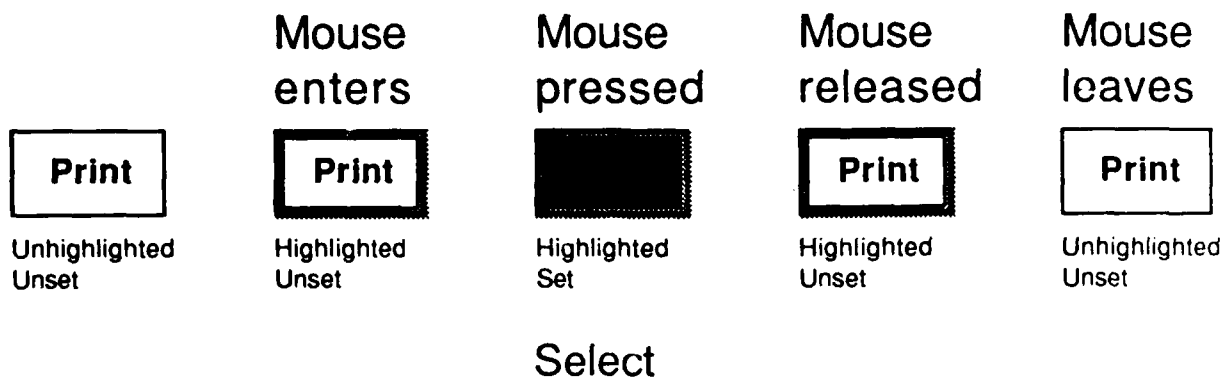 Mouse enters
Mouse pressed
Mouse released
Mouse leaves
Print
Print
Print
Print
Unhighlighted
Unset
Highlighted
Unset
Highlighted
Set
Highlighted
Unset
Unhighlighted
Unset
Select